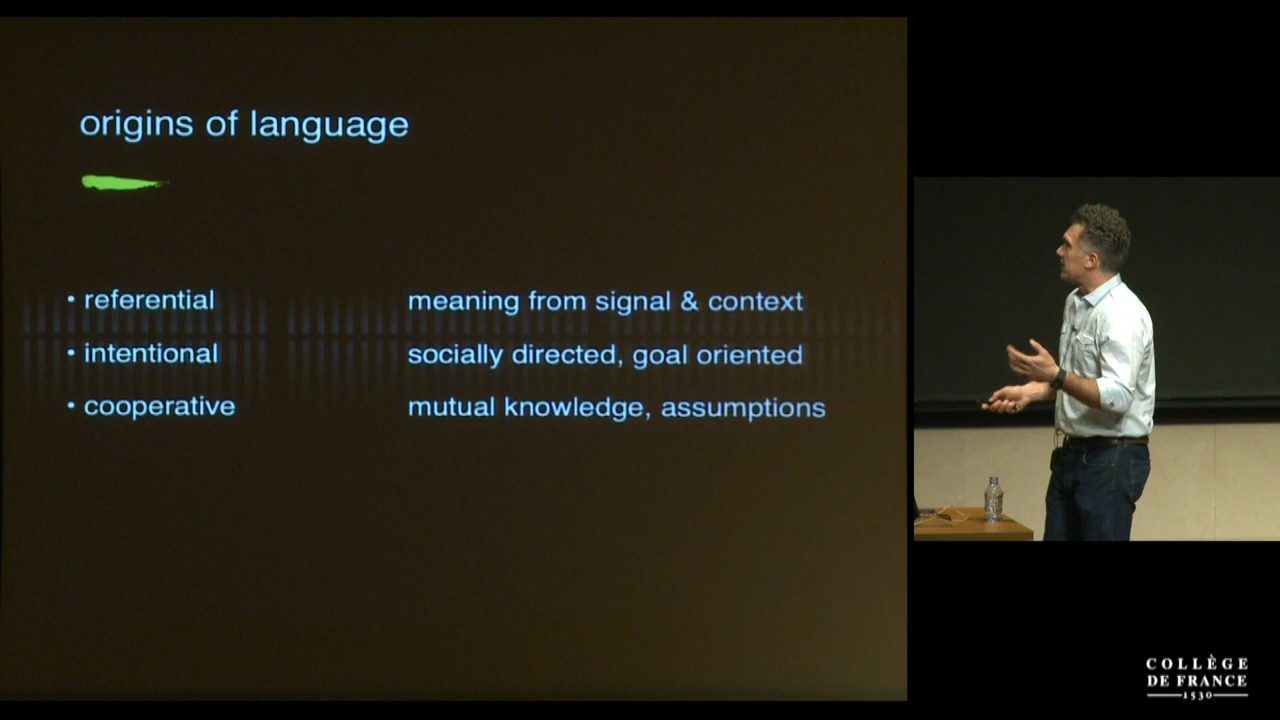 origins of language
• referential meaning from signal & context
• intentional socially directed, goal oriented
• cooperative mutual knowledge, assumptions
COLLÈGE
DE FRANCE
1530